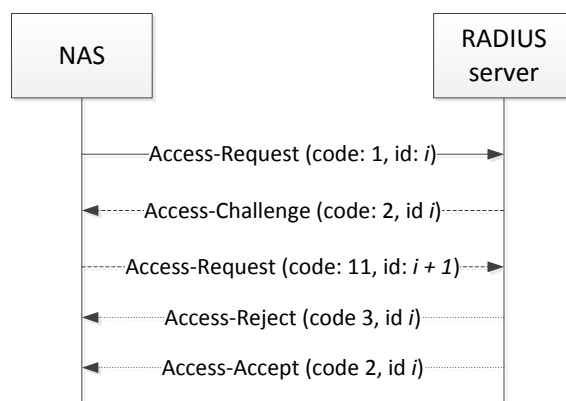 NAS
RADIUS
server
Access-Request (code: 1, id: i)
Access-Challenge (code: 2, id i)
Access-Request (code: 11, id: i + 1)
Access-Reject (code 3, id i)
Access-Accept (code 2, id i)